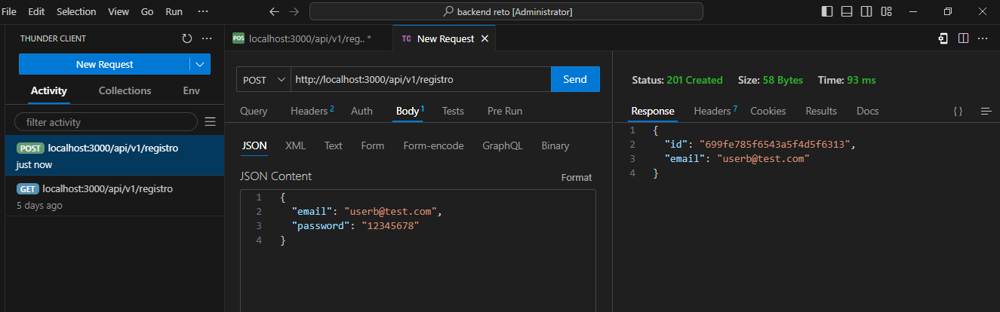 File Edit Selection View Go Run ··· ← → backend reto [Administrator]
THUNDER CLIENT ···
New Request
Activity Collections Env
filter activity
POST localhost:3000/api/v1/registro
just now
GET localhost:3000/api/v1/registro
5 days ago
POS localhost:3000/api/v1/reg.. *
TC New Request ×
···
POST http://localhost:3000/api/v1/registro Send
Query Headers 2 Auth Body 1 Tests Pre Run
JSON XML Text Form Form-encode GraphQL Binary
JSON Content Format
1 {
2 "email": "userb@test.com",
3 "password": "12345678"
4 }
Status: 201 Created Size: 58 Bytes Time: 93 ms
Response Headers 7 Cookies Results Docs { }
1 {
2 "id": "699fe785f6543a5f4d5f6313",
3 "email": "userb@test.com"
4 }